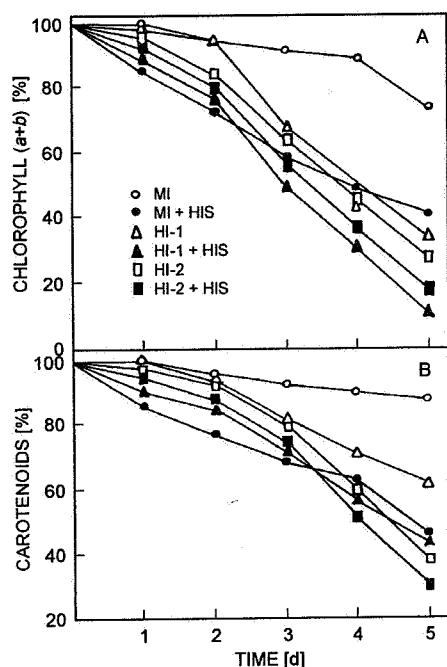 100
A
80
60
40
20
0
CHLOROPHYLL (a+b) [%]
MI
MI + HIS
HI-1
HI-1 + HIS
HI-2
HI-2 + HIS
100
B
80
60
40
20
CAROTENOIDS [%]
1 2 3 4 5
TIME [d]